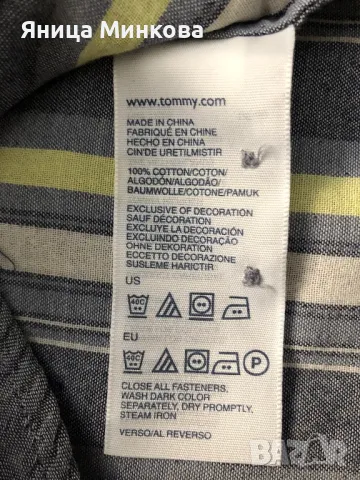 Яница Минкова
www.tommy.com
MADE IN CHINA
FABRIQUÉ EN CHINE
HECHO EN CHINA
CIN'DE URETILMISTIR
100% COTTON/COTON/
ALGODÓN/ALGODÃO/
BAUMWOLLE/COTONE/PAMUK
EXCLUSIVE OF DECORATION
SAUF DÉCORATION
EXCLUYE LA DECORACIÓN
EXCLUINDO DECORAÇÃO
OHNE DEKORATION
ECCETTO DECORAZIONE
SUSLEME HARICTIR
US
40C
EU
40C
P
CLOSE ALL FASTENERS,
WASH DARK COLOR
SEPARATELY, DRY PROMPTLY,
STEAM IRON
VERSO/AL REVERSO
BAZAR